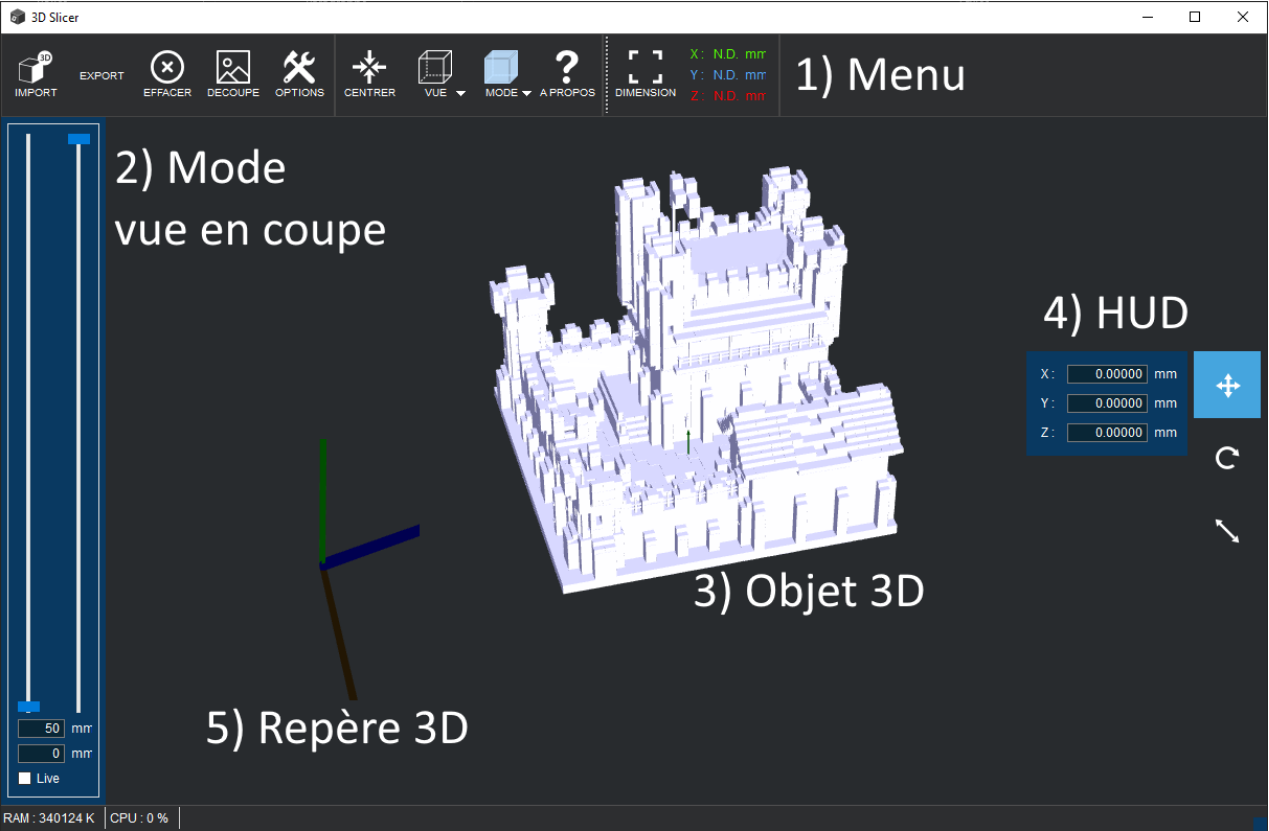 3D Slicer
3D
IMPORT
EXPORT
EFFACER
DECOUPE
OPTIONS
CENTRER
VUE
MODE
A PROPOS
DIMENSION
X : N.D. mm
Y : N.D. mm
Z : N.D. mm
1) Menu
2) Mode
vue en coupe
4) HUD
X : 0.00000 mm
Y : 0.00000 mm
Z : 0.00000 mm
3) Objet 3D
5) Repère 3D
50 mm
0 mm
Live
RAM : 340124 K
CPU : 0 %